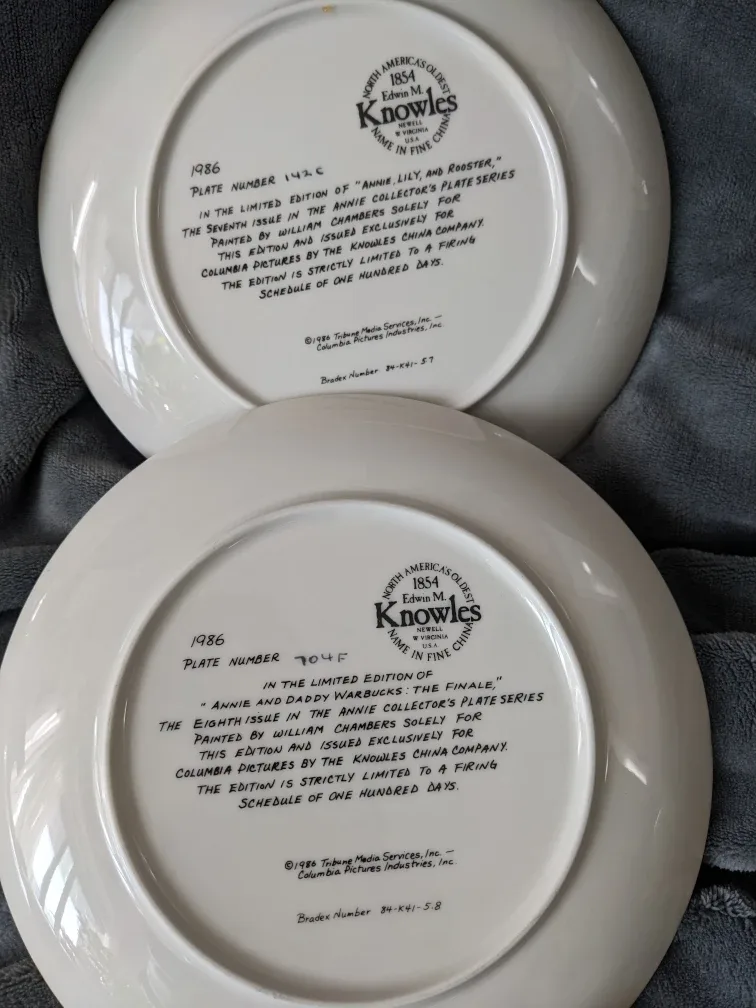 NORTH AMERICA'S OLDEST
1854
Edwin M.
Knowles
NEWELL
W VIRGINIA
U.S.A
NAME IN FINE CHINA
1986
PLATE NUMBER 142 C
IN THE LIMITED EDITION OF "ANNIE, LILY, AND ROOSTER,"
THE SEVENTH ISSUE IN THE ANNIE COLLECTOR'S PLATE SERIES
PAINTED BY WILLIAM CHAMBERS SOLELY FOR
THIS EDITION AND ISSUED EXCLUSIVELY FOR
COLUMBIA PICTURES BY THE KNOWLES CHINA COMPANY.
THE EDITION IS STRICTLY LIMITED TO A FIRING
SCHEDULE OF ONE HUNDRED DAYS.
©1986 Tribune Media Services, Inc. —
Columbia Pictures Industries, Inc
Bradex Number 84-K41-5.7
NORTH AMERICA'S OLDEST
1854
Edwin M.
Knowles
NEWELL
W VIRGINIA
U.S.A
NAME IN FINE CHINA
1986
PLATE NUMBER 704F
IN THE LIMITED EDITION OF
"ANNIE AND DADDY WARBUCKS: THE FINALE,"
THE EIGHTH ISSUE IN THE ANNIE COLLECTOR'S PLATE SERIES
PAINTED BY WILLIAM CHAMBERS SOLELY FOR
THIS EDITION AND ISSUED EXCLUSIVELY FOR
COLUMBIA PICTURES BY THE KNOWLES CHINA COMPANY.
THE EDITION IS STRICTLY LIMITED TO A FIRING
SCHEDULE OF ONE HUNDRED DAYS.
©1986 Tribune Media Services, Inc. —
Columbia Pictures Industries, Inc.
Bradex Number 84-K41-5.8